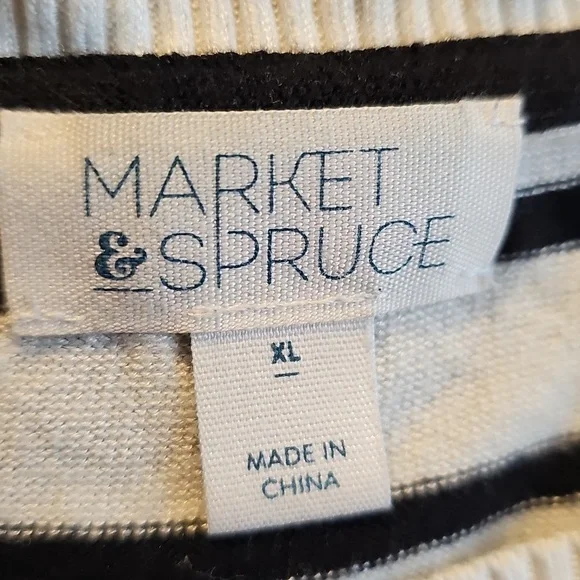 MARKET
& SPRUCE
XL
MADE IN
CHINA